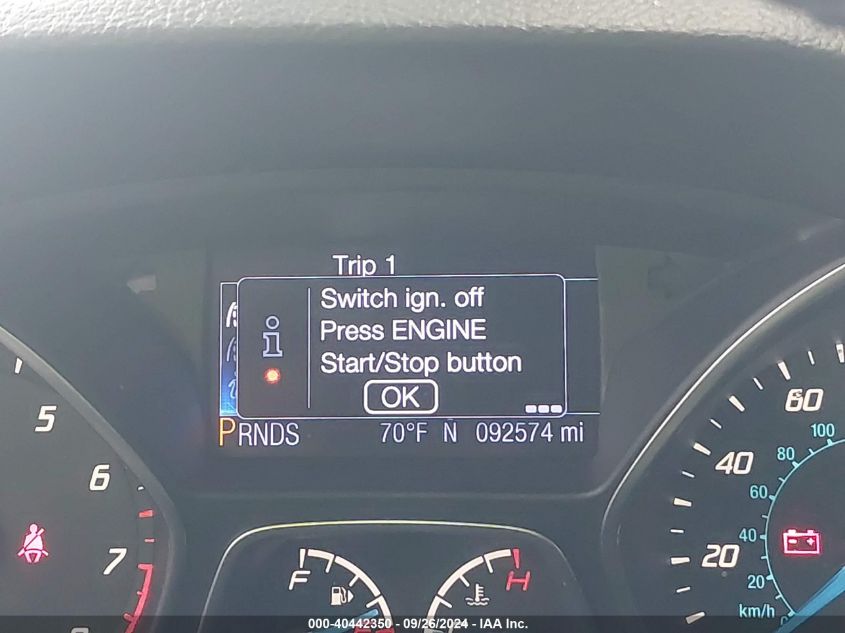 Trip 1
Switch ign. off
Press ENGINE
Start/Stop button
OK
PRNDS 70°F N 092574 mi
5
6
7
F
H
60
40
20
100
80
60
40
20
km/h
000-40442350 - 09/26/2024 - IAA Inc.